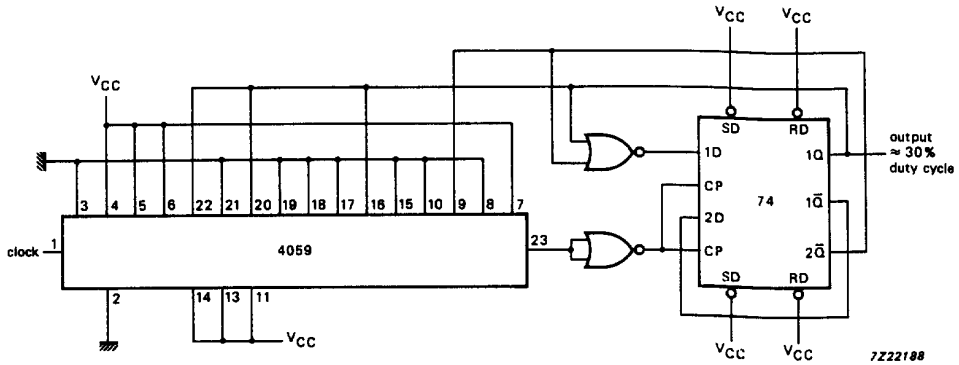 VCC VCC
VCC
SD RD
1D 1Q output
≈ 30%
duty cycle
CP 74 1Q̅
2D
CP 2Q̅
SD RD
VCC VCC
3 4 5 6 22 21 20 19 18 17 16 15 10 9 8 7
clock 1 4059 23
2 14 13 11
VCC
7Z22188